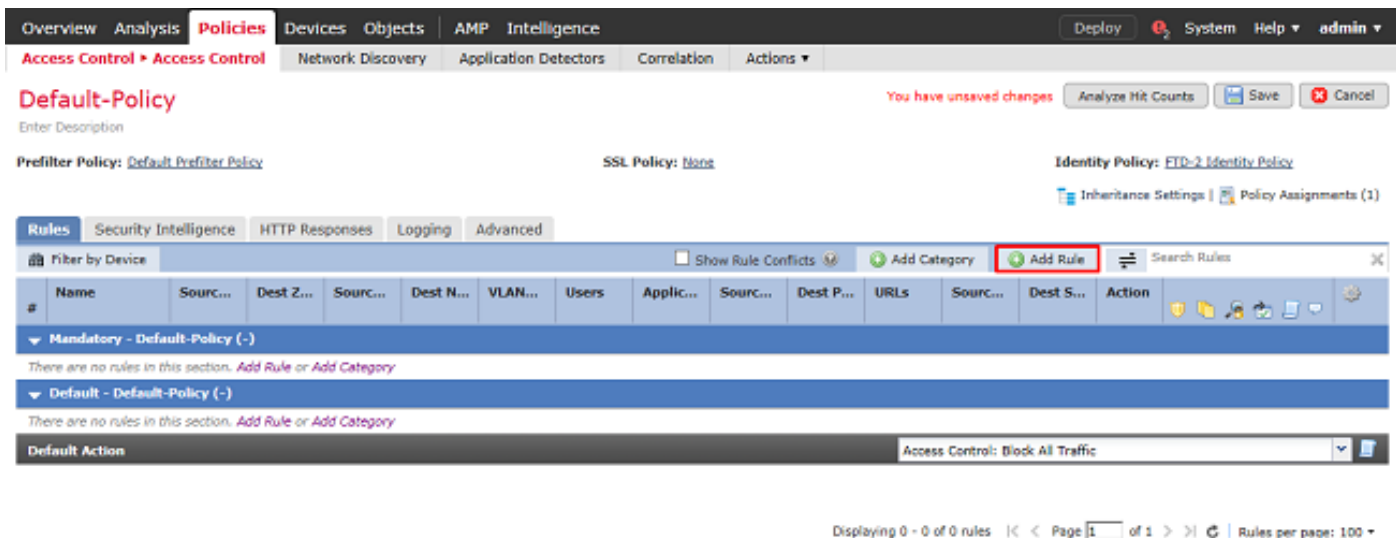 Overview Analysis Policies Devices Objects AMP Intelligence Deploy System Help admin
Access Control ▸ Access Control Network Discovery Application Detectors Correlation Actions
Default-Policy You have unsaved changes Analyze Hit Counts Save Cancel
Enter Description
Prefilter Policy: Default Prefilter Policy SSL Policy: None Identity Policy: FTD-2 Identity Policy
Inheritance Settings | Policy Assignments (1)
Rules Security Intelligence HTTP Responses Logging Advanced
Filter by Device Show Rule Conflicts Add Category Add Rule Search Rules
# Name Sourc... Dest Z... Sourc... Dest N... VLAN... Users Applic... Sourc... Dest P... URLs Sourc... Dest S... Action
Mandatory - Default-Policy (-)
There are no rules in this section. Add Rule or Add Category
Default - Default-Policy (-)
There are no rules in this section. Add Rule or Add Category
Default Action Access Control: Block All Traffic
Displaying 0 - 0 of 0 rules |< < Page 1 of 1 > >| Rules per page: 100